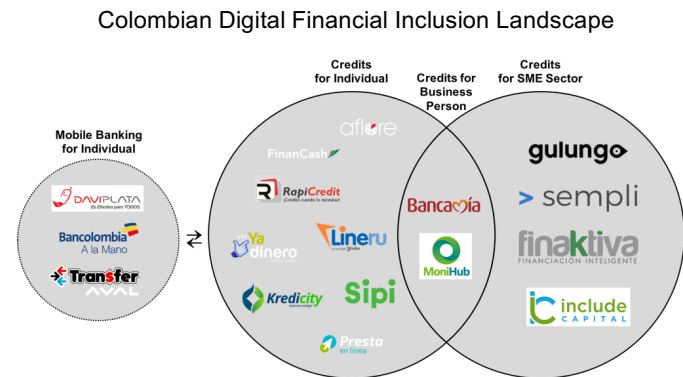 Colombian Digital Financial Inclusion Landscape
Mobile Banking
for Individual
DAVIPLATA
Es Efectivo para TODOS.
Bancolombia
A la Mano
Transfer
AVAL
Credits
for Individual
aflore
FinanCash
RapiCredit
¡Crédito cuando lo necesitas!
Ya
dinero
Lineru
Kredicity
Sipi
Presta
en línea
Credits for
Business
Person
Bancamía
MoniHub
Credits
for SME Sector
gulungo
> sempli
finaktiva
FINANCIACIÓN INTELIGENTE
ic include
CAPITAL